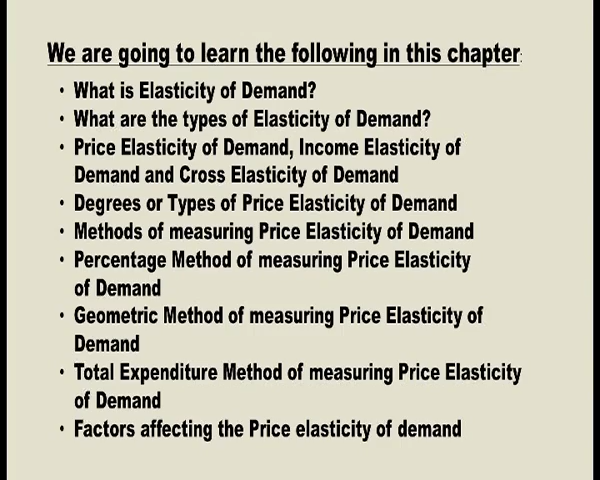 We are going to learn the following in this chapter:
• What is Elasticity of Demand?
• What are the types of Elasticity of Demand?
• Price Elasticity of Demand, Income Elasticity of
Demand and Cross Elasticity of Demand
• Degrees or Types of Price Elasticity of Demand
• Methods of measuring Price Elasticity of Demand
• Percentage Method of measuring Price Elasticity
of Demand
• Geometric Method of measuring Price Elasticity of
Demand
• Total Expenditure Method of measuring Price Elasticity
of Demand
• Factors affecting the Price elasticity of demand